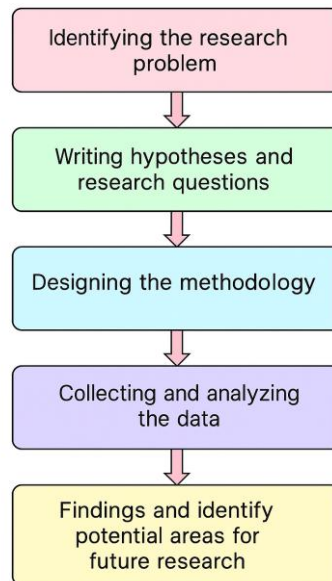 Identifying the research
problem
Writing hypotheses and
research questions
Designing the methodology
Collecting and analyzing
the data
Findings and identify
potential areas for
future research